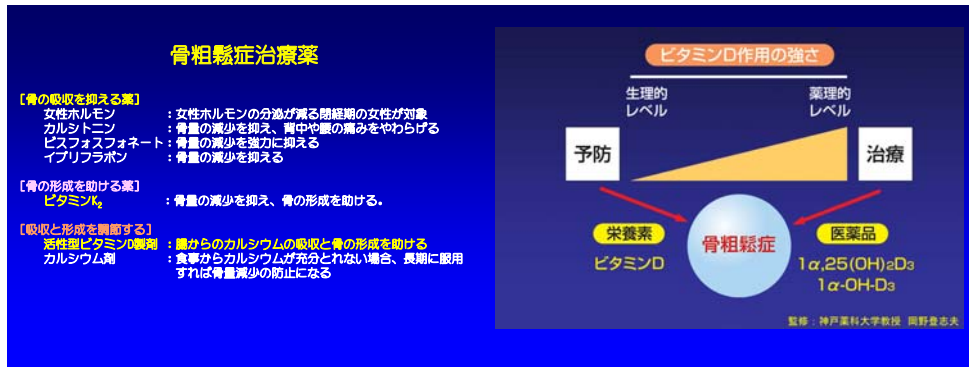 骨粗鬆症治療薬
［骨の吸収を抑える薬］
女性ホルモン：女性ホルモンの分泌が減る閉経期の女性が対象
カルシトニン：骨量の減少を抑え、背中や腰の痛みをやわらげる
ビスフォスフォネート：骨量の減少を強力に抑える
イプリフラボン：骨量の減少を抑える
［骨の形成を助ける薬］
ビタミンK₂：骨量の減少を抑え、骨の形成を助ける。
［吸収と形成を調節する］
活性型ビタミンD製剤：腸からのカルシウムの吸収と骨の形成を助ける
カルシウム剤：食事からカルシウムが充分とれない場合、長期に服用
すれば骨量減少の防止になる
ビタミンD作用の強さ
生理的
レベル
薬理的
レベル
予防
治療
栄養素
ビタミンD
骨粗鬆症
医薬品
1α,25(OH)₂D₃
1α-OH-D₃
監修：神戸薬科大学教授 岡野登志夫